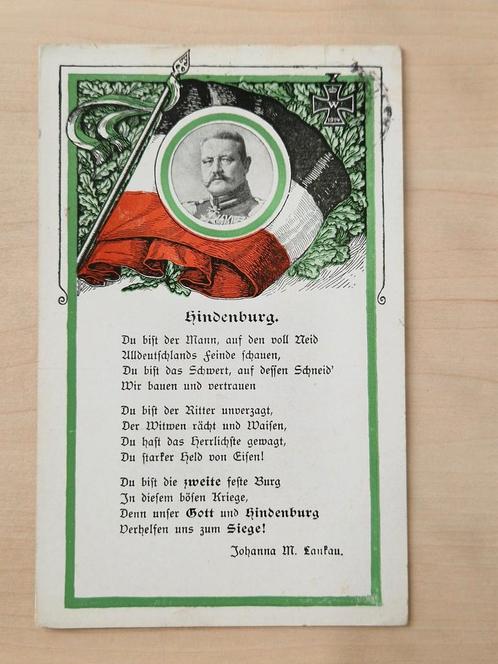 W
1914
Hindenburg.
Du bist der Mann, auf den voll Neid
Alldeutschlands Feinde schauen,
Du bist das Schwert, auf dessen Schneid'
Wir bauen und vertrauen
Du bist der Ritter unverzagt,
Der Witwen rächt und Waisen,
Du hast das Herrlichste gewagt,
Du starker Held von Eisen!
Du bist die zweite feste Burg
In diesem bösen Kriege,
Denn unser Gott und Hindenburg
Verhelfen uns zum Siege!
Johanna M. Lankau.